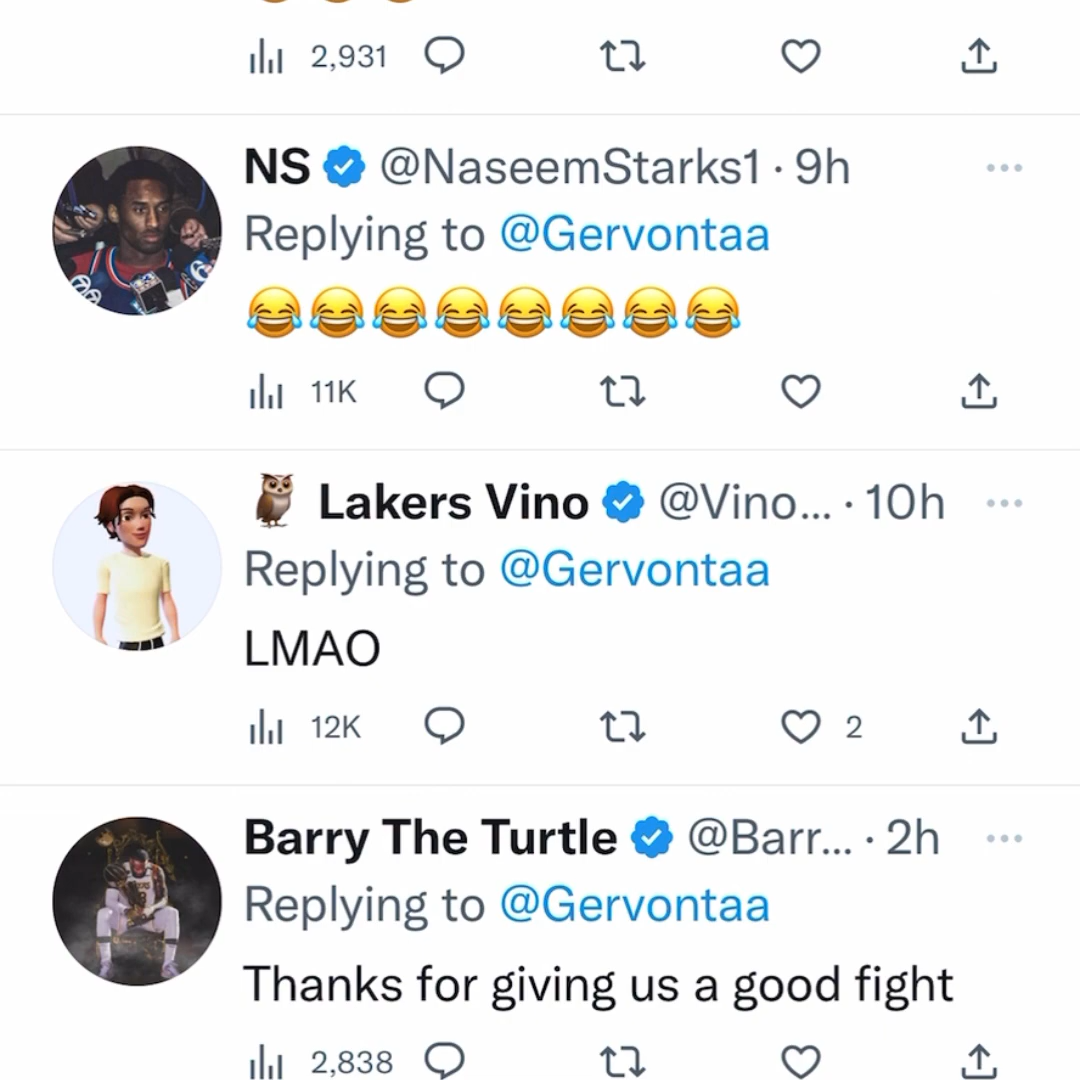 2,931
NS @NaseemStarks1 · 9h
Replying to @Gervontaa
😂😂😂😂😂😂😂😂
11K
🦉 Lakers Vino @Vino... · 10h
Replying to @Gervontaa
LMAO
12K 2
Barry The Turtle @Barr... · 2h
Replying to @Gervontaa
Thanks for giving us a good fight
2,838